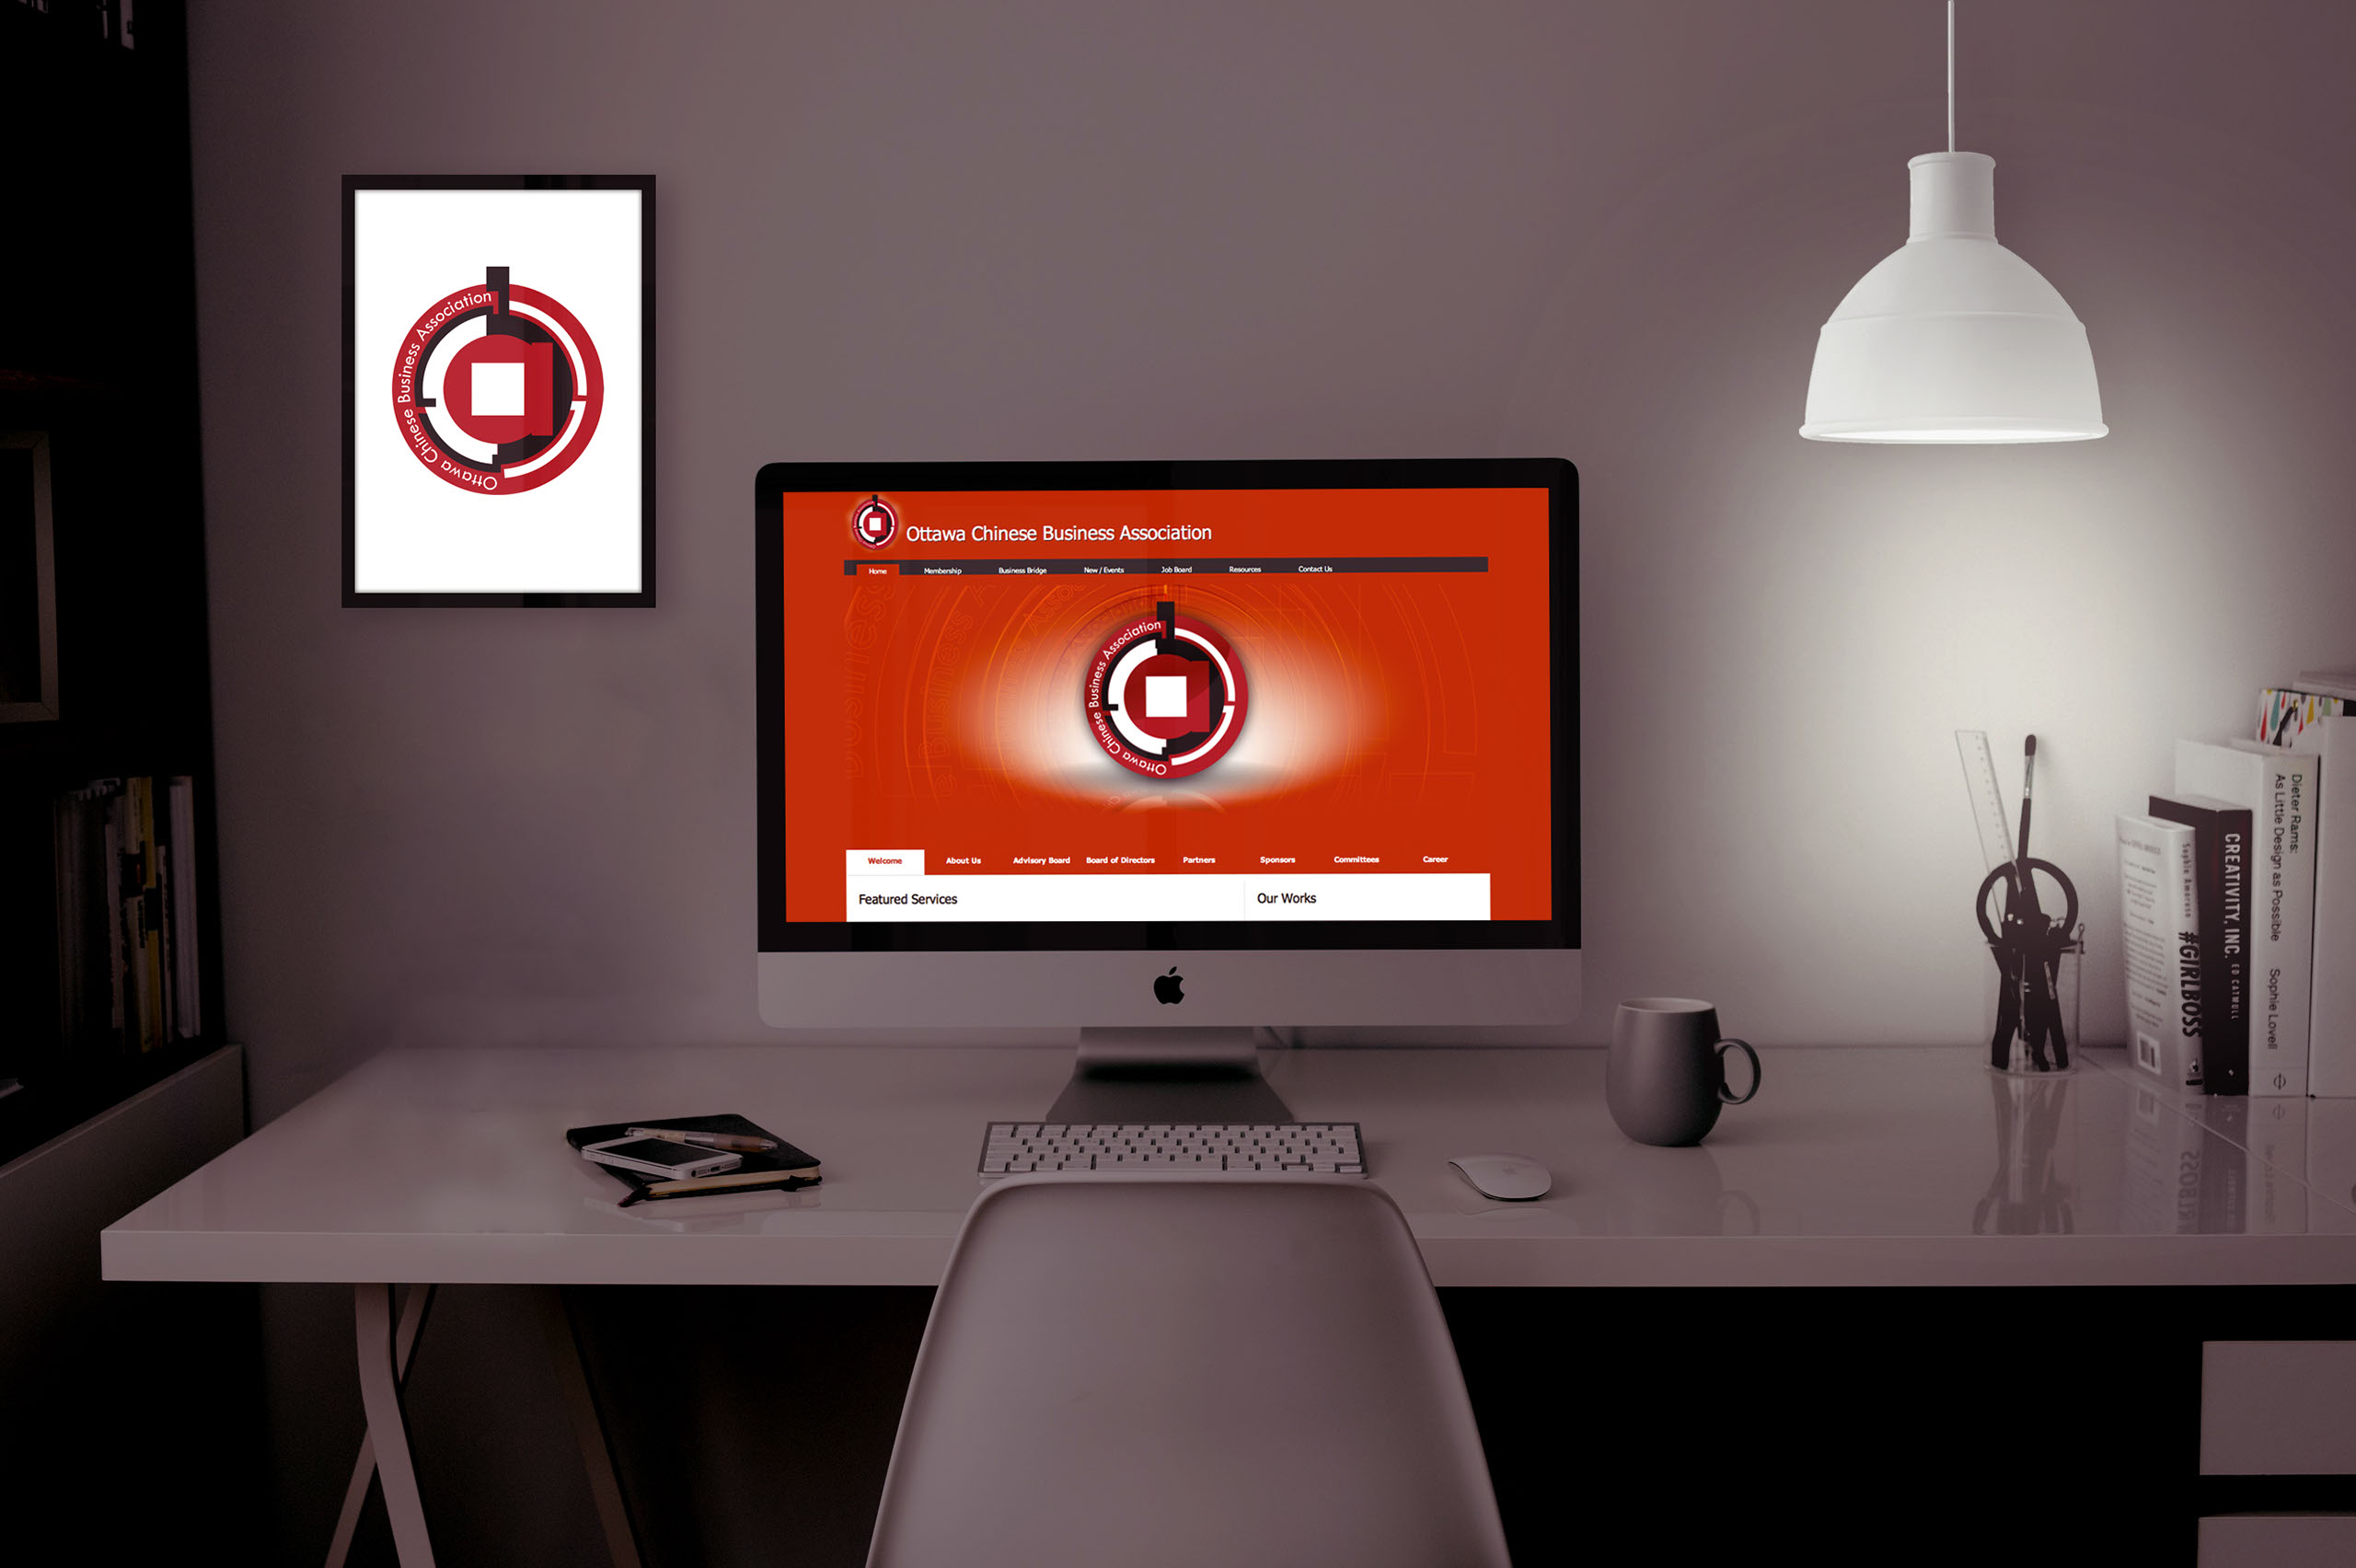 Ottawa Chinese Business Association
Ottawa Chinese Business Association
Home Membership Business Bridge New / Events Job Board Resources Contact Us
Ottawa Chinese Business Association
Welcome About Us Advisory Board Board of Directors Partners Sponsors Committees Career
Featured Services Our Works
Sophia Amoruso #GIRLBOSS
CREATIVITY, INC. ED CATMULL
Dieter Rams:
As Little Design as Possible Sophie Lovell